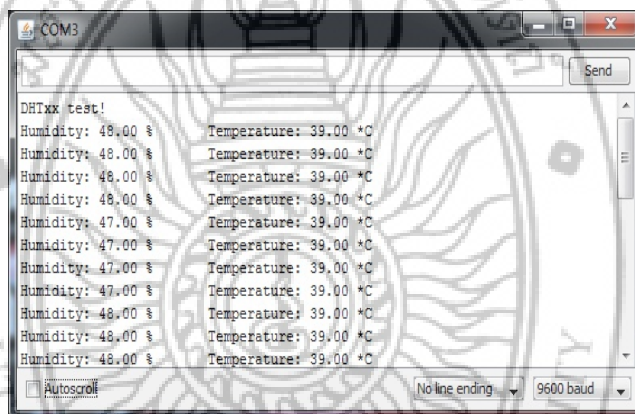 COM3
Send
DHTxx test!
Humidity: 48.00 % Temperature: 39.00 *C
Humidity: 48.00 % Temperature: 39.00 *C
Humidity: 48.00 % Temperature: 39.00 *C
Humidity: 48.00 % Temperature: 39.00 *C
Humidity: 47.00 % Temperature: 39.00 *C
Humidity: 47.00 % Temperature: 39.00 *C
Humidity: 47.00 % Temperature: 39.00 *C
Humidity: 47.00 % Temperature: 39.00 *C
Humidity: 48.00 % Temperature: 39.00 *C
Humidity: 48.00 % Temperature: 39.00 *C
Humidity: 48.00 % Temperature: 39.00 *C
Autoscroll No line ending 9600 baud